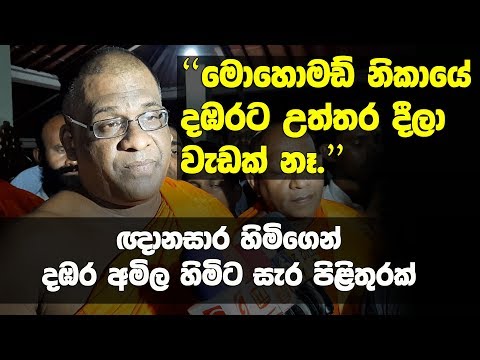 “මොහොමඩ් නිකායේ
දඹරට උත්තර දීලා
වැඩක් නෑ.”
ඥානසාර හිමිගෙන්
දඹර අමිල හිමිට සැර පිළිතුරක්